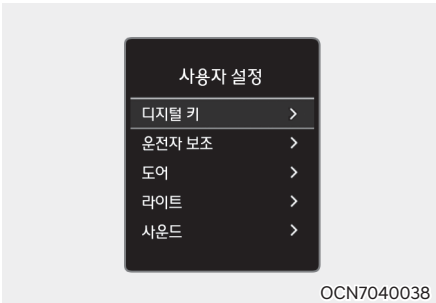 사용자 설정
디지털 키 >
운전자 보조 >
도어 >
라이트 >
사운드 >
OCN7040038